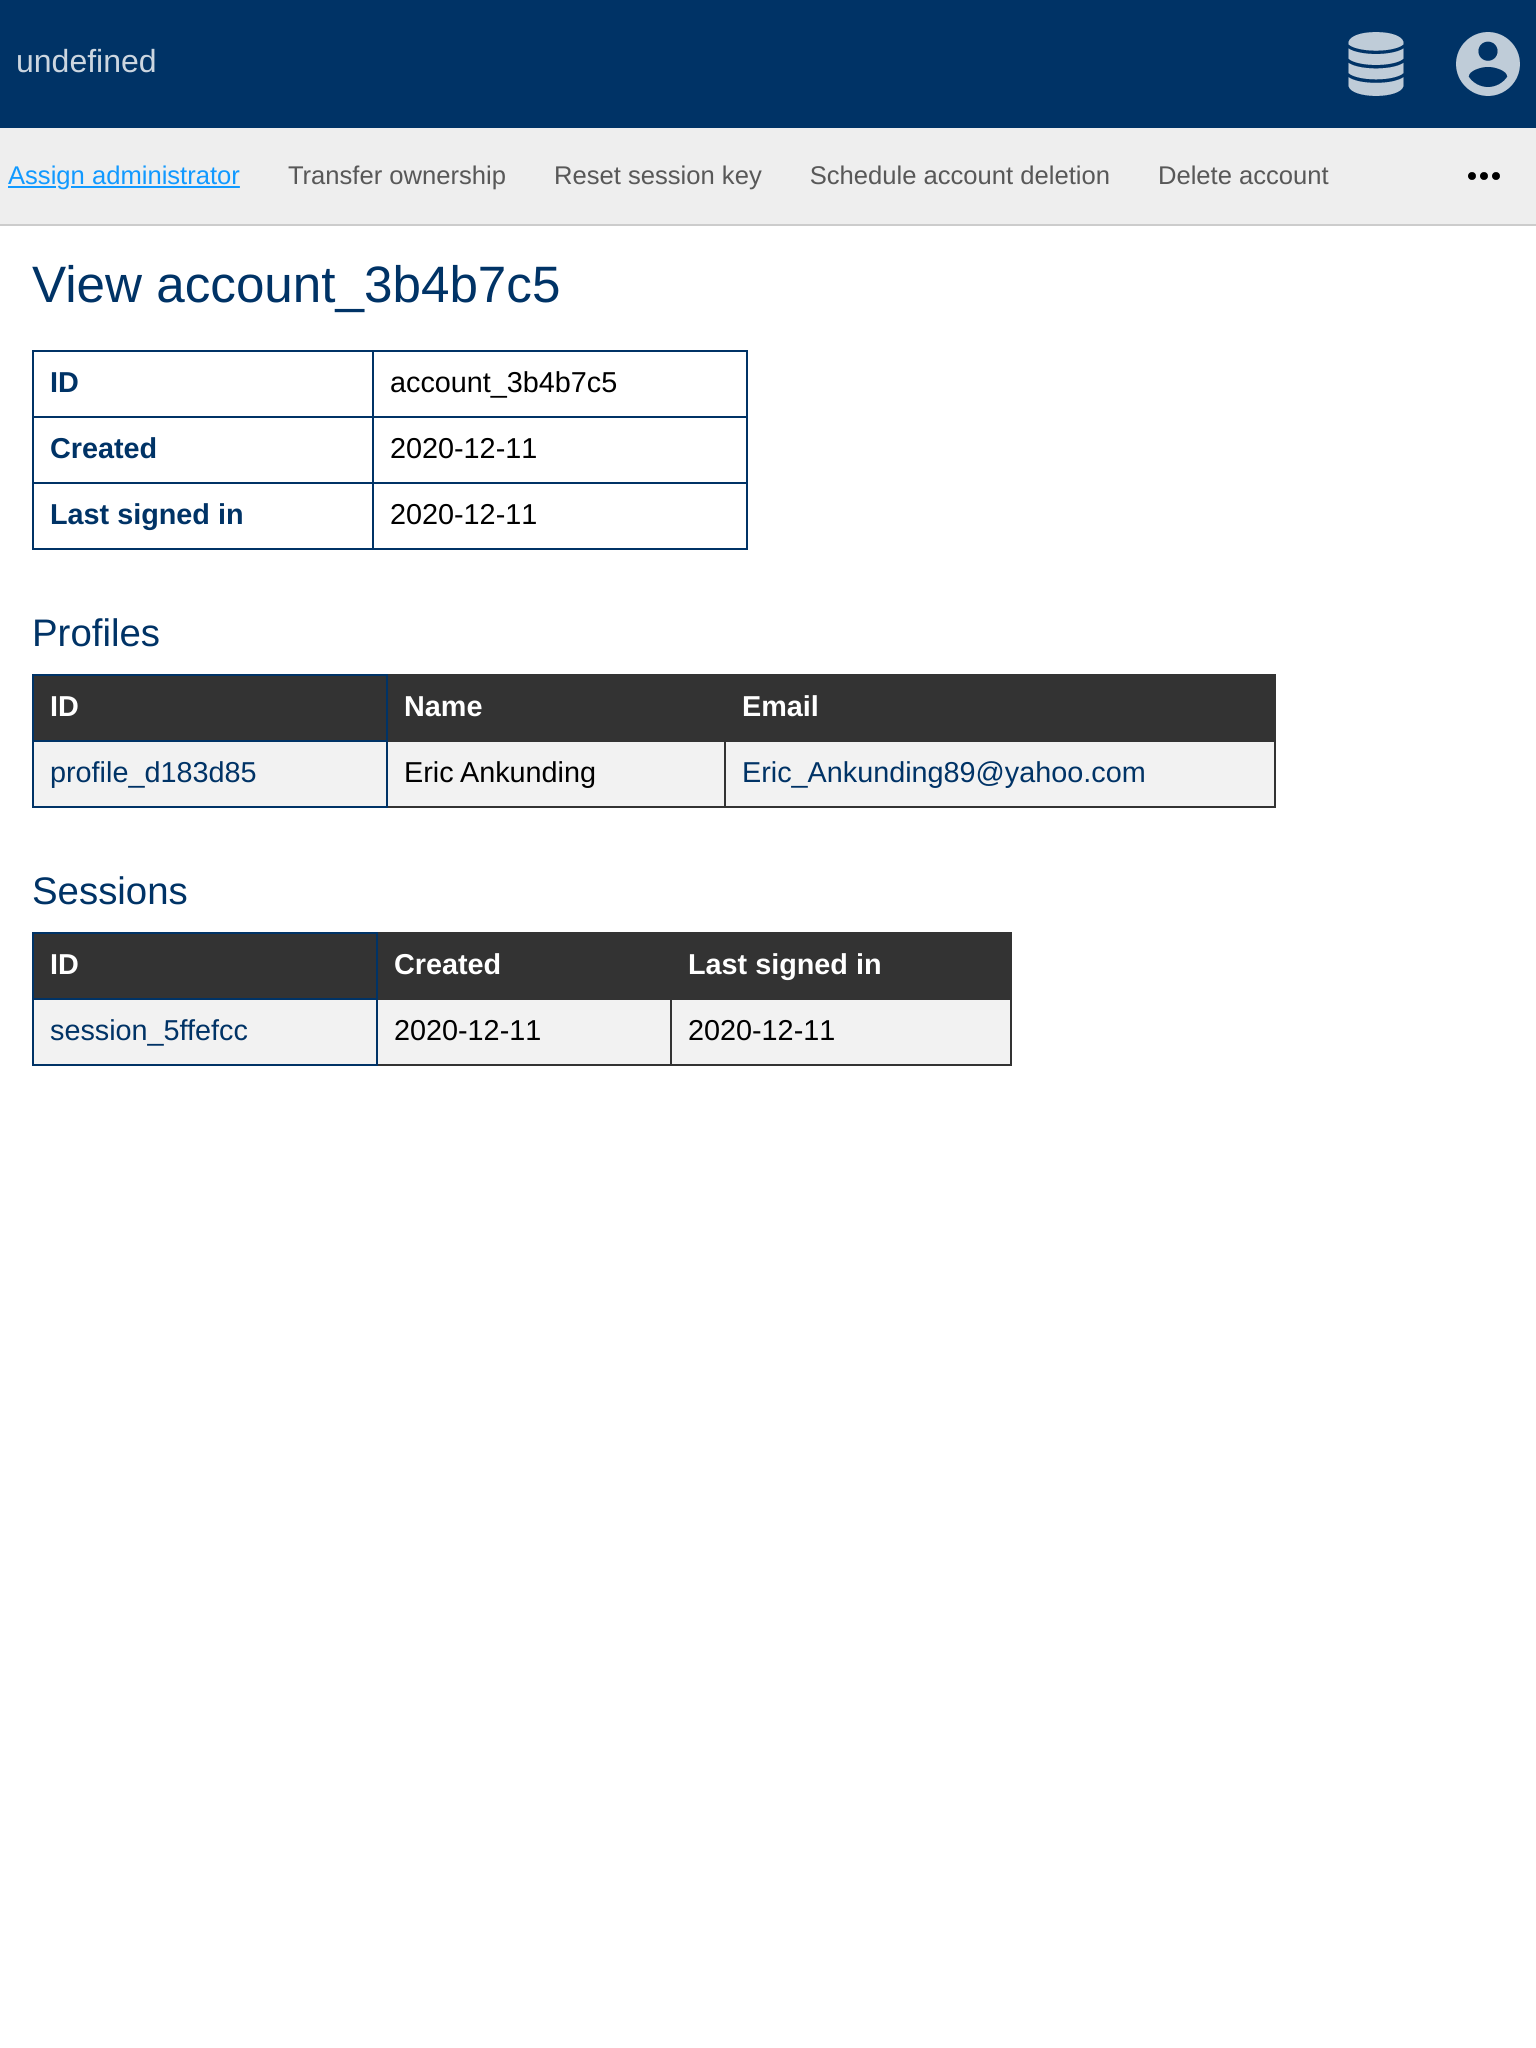 undefined
Assign administrator Transfer ownership Reset session key Schedule account deletion Delete account
View account_3b4b7c5
ID account_3b4b7c5
Created 2020-12-11
Last signed in 2020-12-11
Profiles
ID Name Email
profile_d183d85 Eric Ankunding Eric_Ankunding89@yahoo.com
Sessions
ID Created Last signed in
session_5ffefcc 2020-12-11 2020-12-11